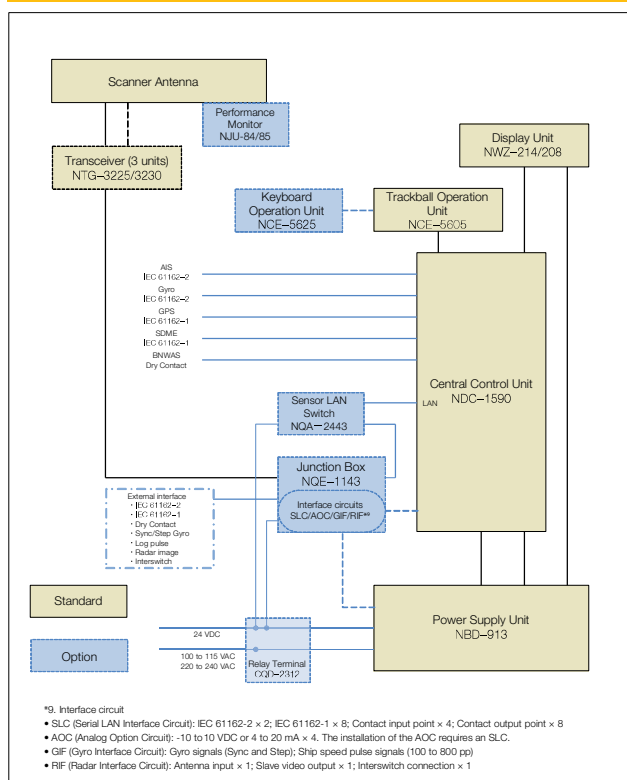 Scanner Antenna
Performance
Monitor
NJU-84/85
Transceiver (3 units)
NTG-3225/3230
Display Unit
NWZ-214/208
Keyboard
Operation Unit
NCE-5625
Trackball Operation
Unit
NCE-5605
AIS
IEC 61162-2
Gyro
IEC 61162-2
GPS
IEC 61162-1
SDME
IEC 61162-1
BNWAS
Dry Contact
Central Control Unit
NDC-1590
LAN
Sensor LAN
Switch
NQA-2443
Junction Box
NQE-1143
Interface circuits
SLC/AOC/GIF/RIF*9
External interface
・IEC 61162-2
・IEC 61162-1
・Dry Contact
・Sync/Step Gyro
・Log pulse
・Radar image
・Interswitch
Standard
Option
24 VDC
100 to 115 VAC
220 to 240 VAC
Relay Terminal
CQD-2312
Power Supply Unit
NBD-913
*9. Interface circuit
• SLC (Serial LAN Interface Circuit): IEC 61162-2 × 2; IEC 61162-1 × 8; Contact input point × 4; Contact output point × 8
• AOC (Analog Option Circuit): -10 to 10 VDC or 4 to 20 mA × 4. The installation of the AOC requires an SLC.
• GIF (Gyro Interface Circuit): Gyro signals (Sync and Step); Ship speed pulse signals (100 to 800 pp)
• RIF (Radar Interface Circuit): Antenna input × 1; Slave video output × 1; Interswitch connection × 1